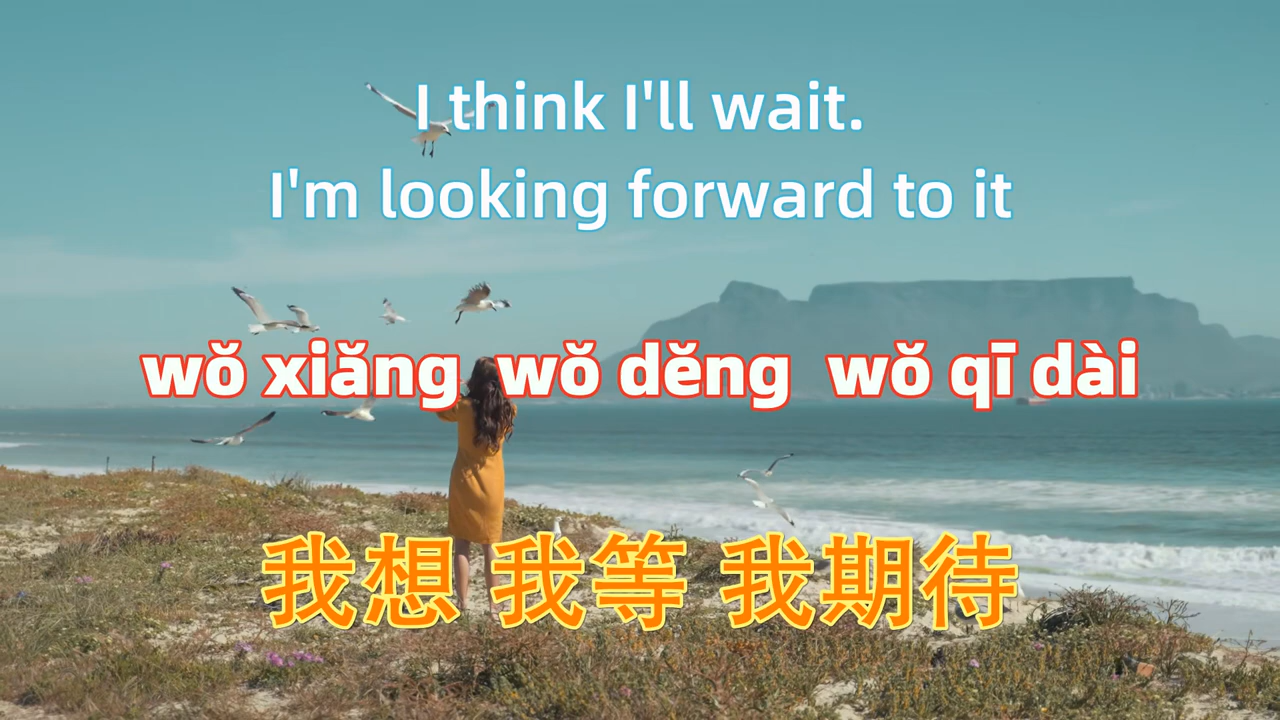 I think I'll wait.
I'm looking forward to it
wǒ xiǎng  wǒ děng  wǒ qī dài
我想 我等 我期待